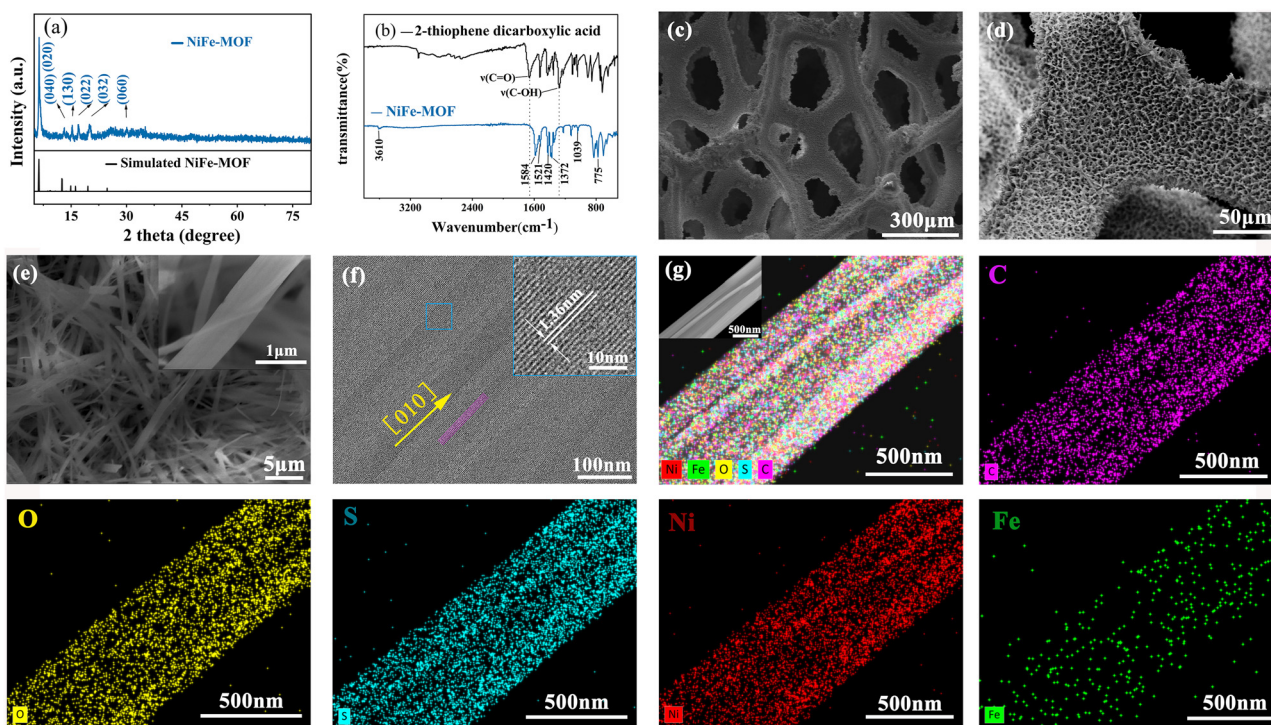 (a)
NiFe-MOF
(020)
(040)
(130)
(022)
(032)
(060)
Simulated NiFe-MOF
Intensity (a.u.)
15 30 45 60 75
2 theta (degree)
(b)
2-thiophene dicarboxylic acid
ν(C=O)
ν(C-OH)
NiFe-MOF
3610
1584
1521
1420
1372
1039
775
transmittance(%)
3200 2400 1600 800
Wavenumber(cm-1)
(c)
300μm
(d)
50μm
(e)
1μm
5μm
(f)
1.36nm
10nm
[010]
100nm
(g)
500nm
Ni Fe O S C
500nm
C
C
500nm
O
O
500nm
S
S
500nm
Ni
Ni
500nm
Fe
Fe
500nm